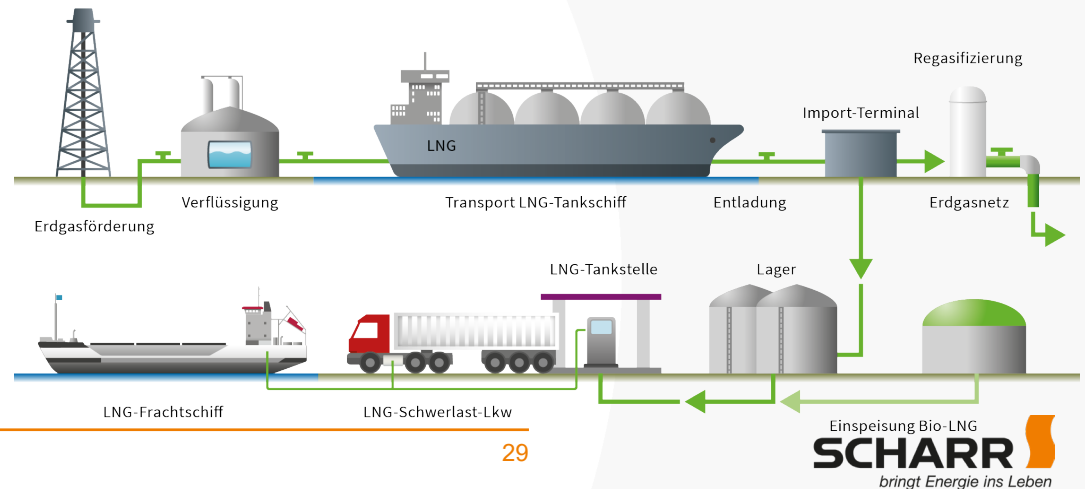 Regasifizierung
Import-Terminal
LNG
Verflüssigung
Transport LNG-Tankschiff
Entladung
Erdgasnetz
Erdgasförderung
LNG-Tankstelle
Lager
LNG-Frachtschiff
LNG-Schwerlast-Lkw
Einspeisung Bio-LNG
29
SCHARR
bringt Energie ins Leben